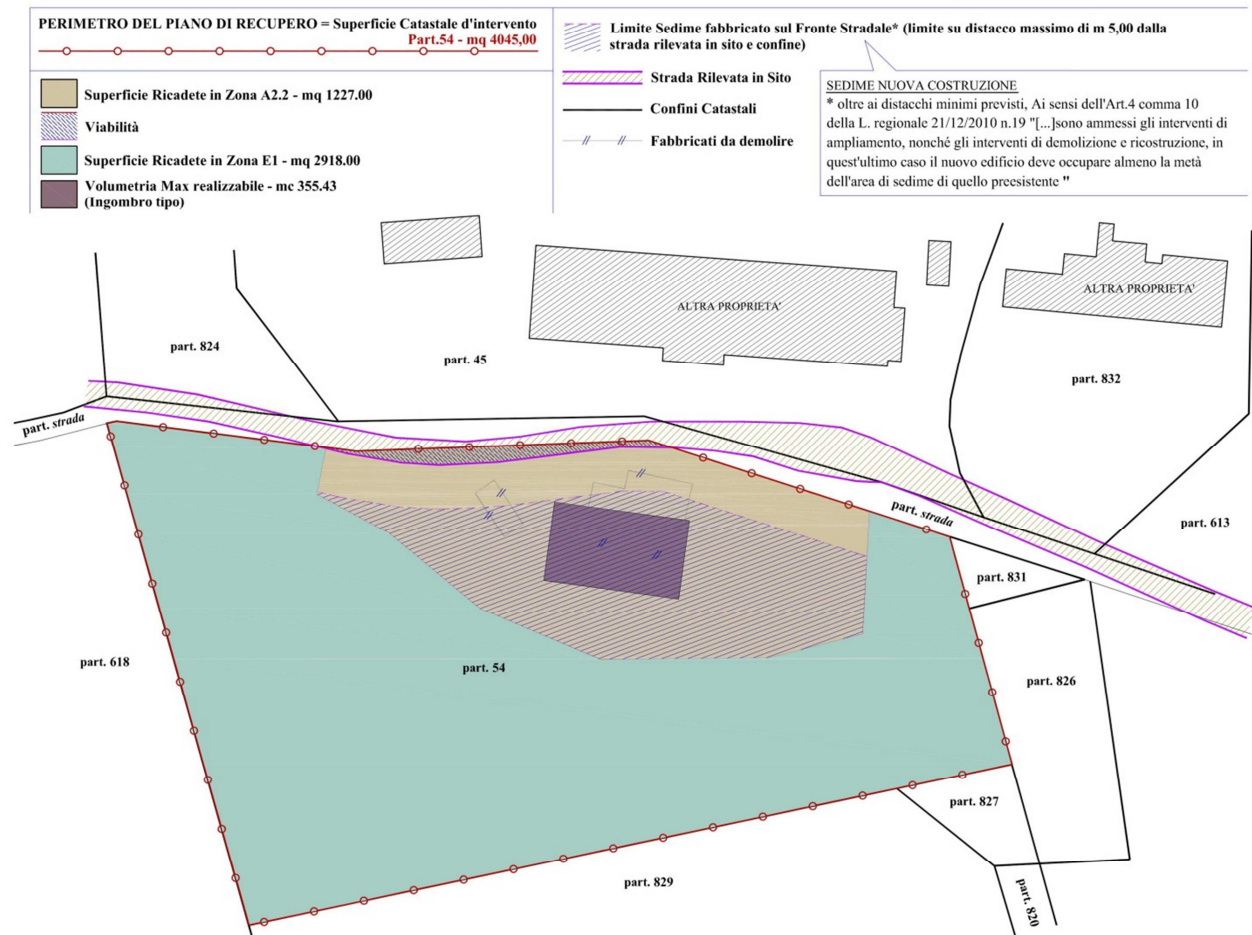 PERIMETRO DEL PIANO DI RECUPERO = Superficie Catastale d'intervento
Part.54 - mq 4045,00
Superficie Ricadete in Zona A2.2 - mq 1227.00
Viabilità
Superficie Ricadete in Zona E1 - mq 2918.00
Volumetria Max realizzabile - mc 355.43
(Ingombro tipo)
Limite Sedime fabbricato sul Fronte Stradale* (limite su distacco massimo di m 5,00 dalla
strada rilevata in sito e confine)
Strada Rilevata in Sito
Confini Catastali
Fabbricati da demolire
SEDIME NUOVA COSTRUZIONE
* oltre ai distacchi minimi previsti, Ai sensi dell'Art.4 comma 10
della L. regionale 21/12/2010 n.19 "[...]sono ammessi gli interventi di
ampliamento, nonché gli interventi di demolizione e ricostruzione, in
quest'ultimo caso il nuovo edificio deve occupare almeno la metà
dell'area di sedime di quello preesistente "
ALTRA PROPRIETA'
ALTRA PROPRIETA'
part. 824
part. 45
part. 832
part. strada
part. strada
part. 613
part. 831
part. 618
part. 54
part. 826
part. 827
part. 829
part. 820